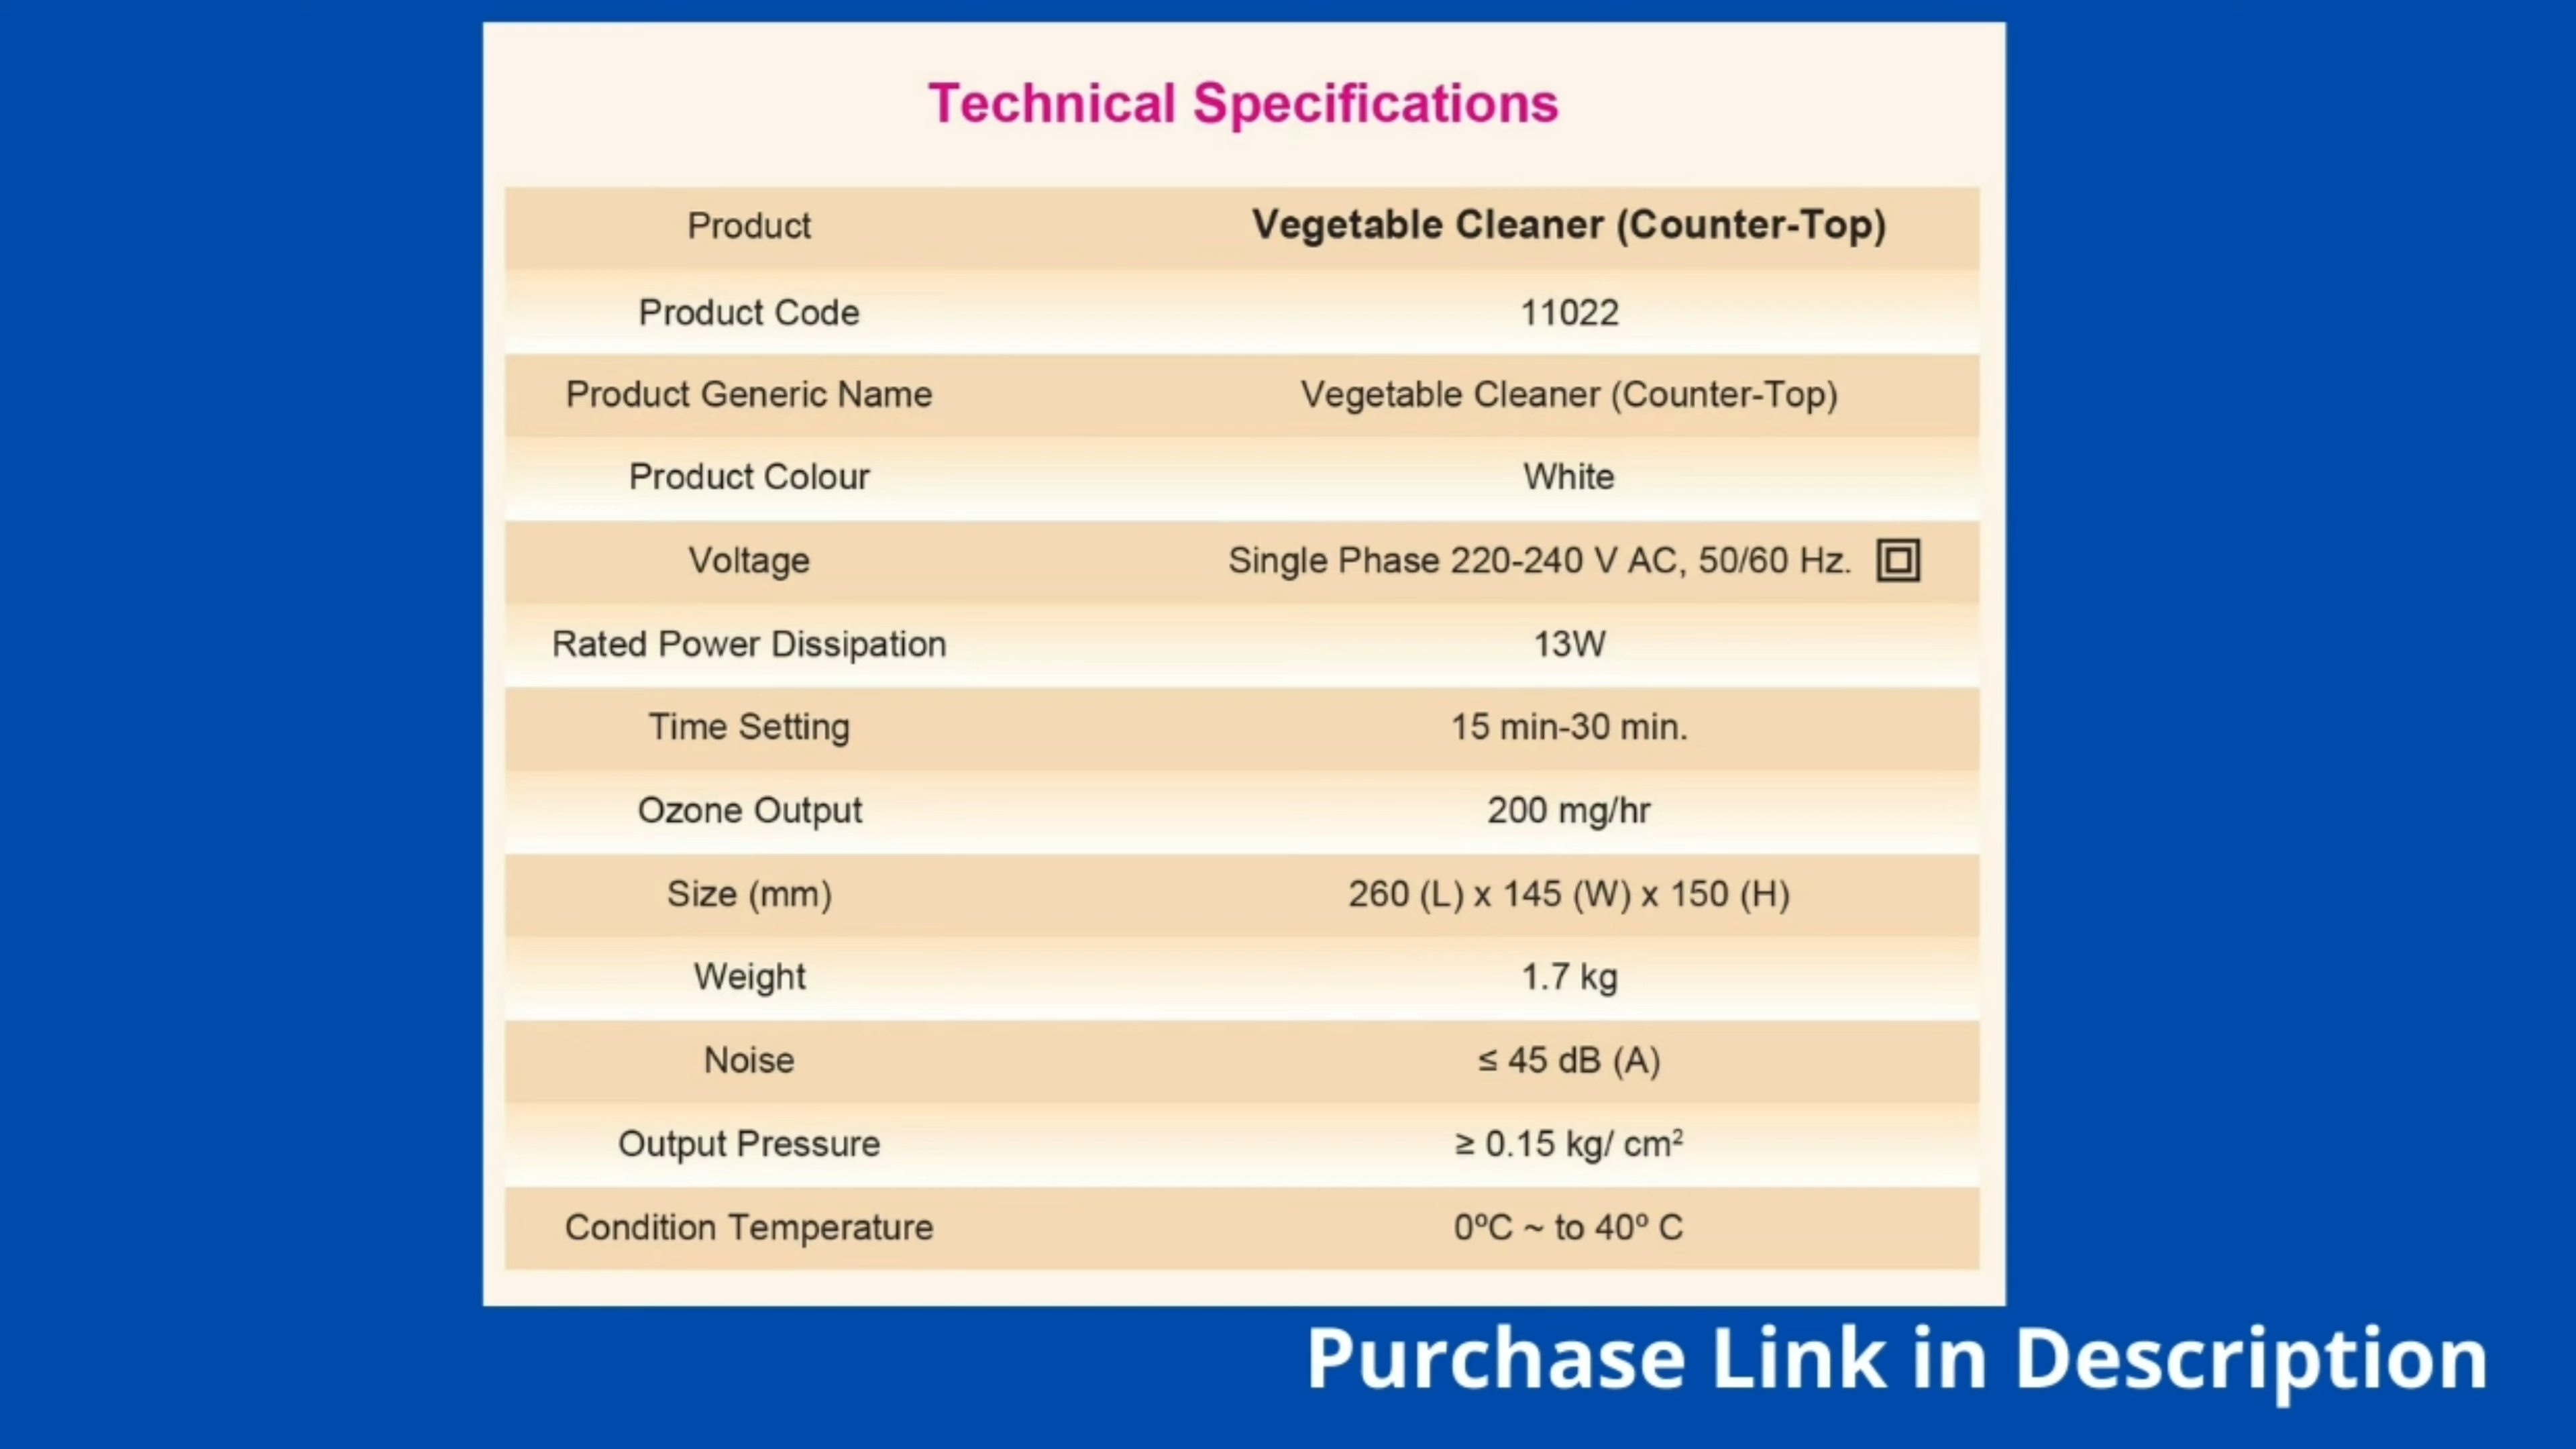 Technical Specifications
Product Vegetable Cleaner (Counter-Top)
Product Code 11022
Product Generic Name Vegetable Cleaner (Counter-Top)
Product Colour White
Voltage Single Phase 220-240 V AC, 50/60 Hz.
Rated Power Dissipation 13W
Time Setting 15 min-30 min.
Ozone Output 200 mg/hr
Size (mm) 260 (L) x 145 (W) x 150 (H)
Weight 1.7 kg
Noise ≤ 45 dB (A)
Output Pressure ≥ 0.15 kg/ cm²
Condition Temperature 0ºC ~ to 40º C
Purchase Link in Description